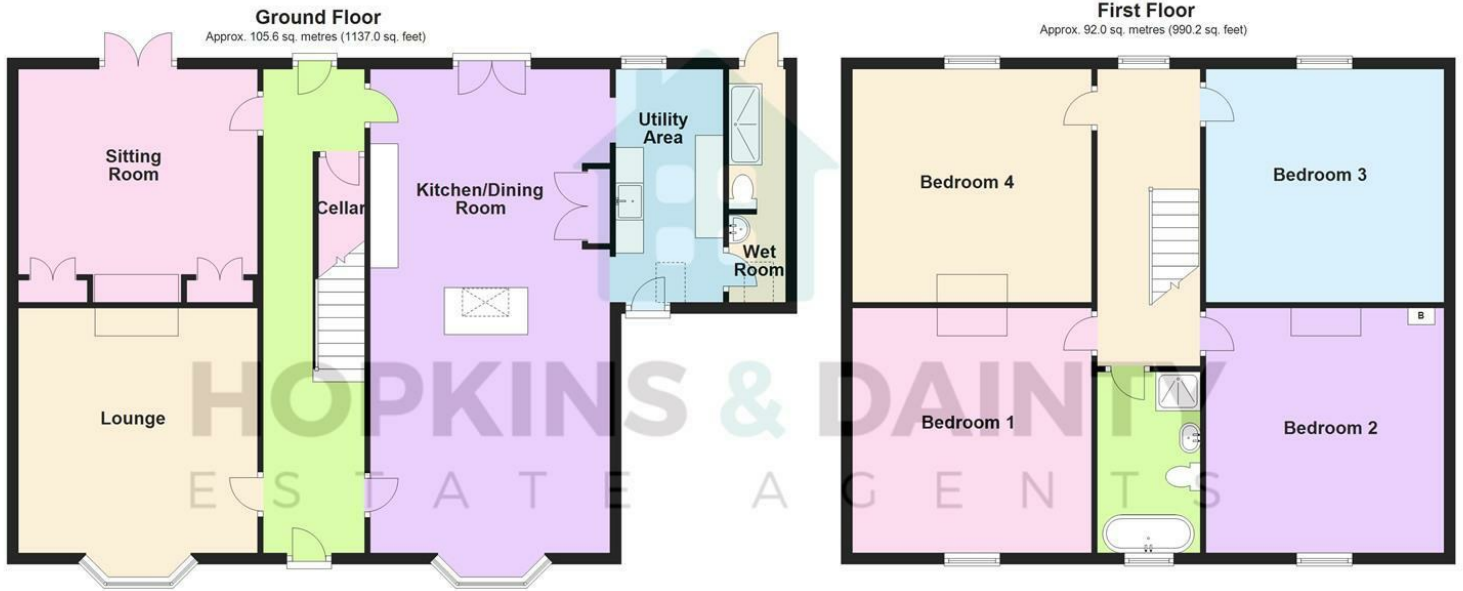 Ground Floor
Approx. 105.6 sq. metres (1137.0 sq. feet)
Sitting
Room
Cellar
Kitchen/Dining
Room
Utility
Area
Wet
Room
Lounge
First Floor
Approx. 92.0 sq. metres (990.2 sq. feet)
Bedroom 4
Bedroom 3
B
Bedroom 1
Bedroom 2
HOPKINS & DAINTY
ESTATE AGENTS